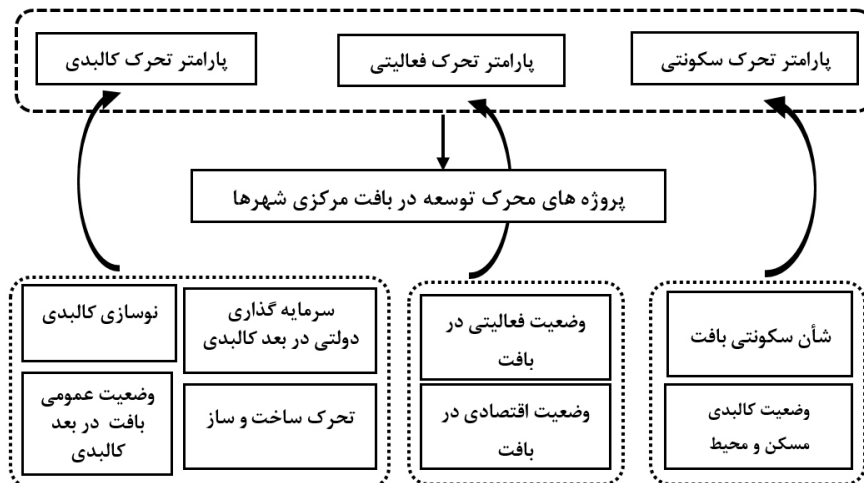 پارامتر تحرک سکونتی
پارامتر تحرک فعالیتی
پارامتر تحرک کالبدی
پروژه های محرک توسعه در بافت مرکزی شهرها
شأن سکونتی بافت
وضعیت کالبدی
مسکن و محیط
وضعیت فعالیتی در
بافت
وضعیت اقتصادی در
بافت
سرمایه گذاری
دولتی در بعد کالبدی
نوسازی کالبدی
تحرک ساخت و ساز
وضعیت عمومی
بافت در بعد
کالبدی